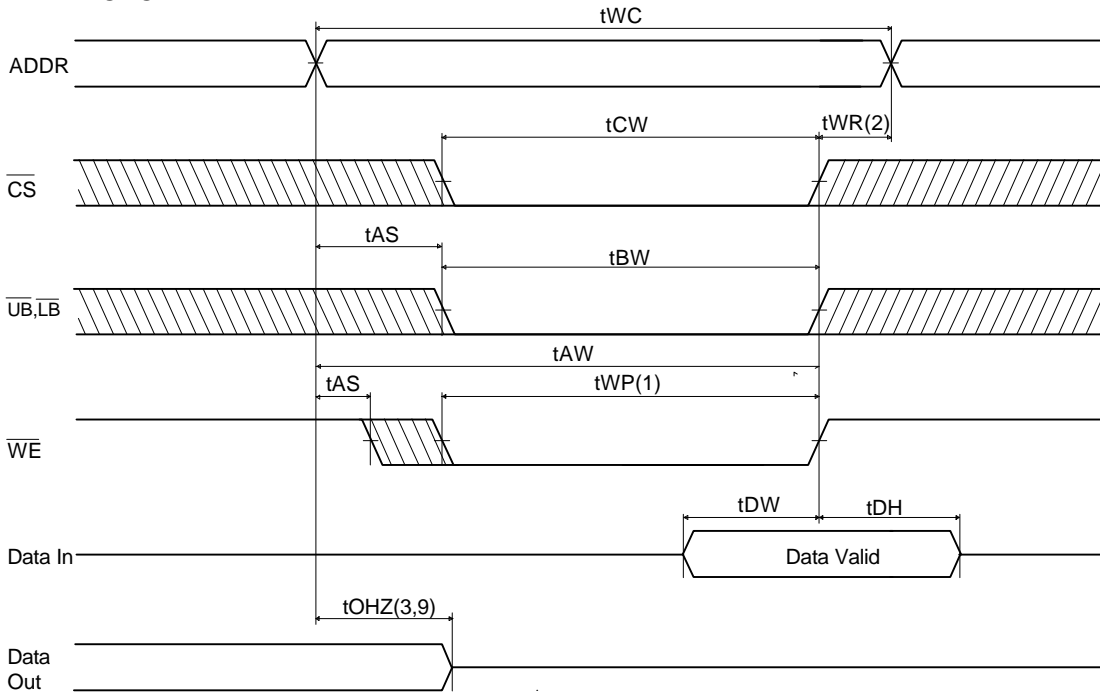 tWC
ADDR
tCW
tWR(2)
CS
tAS
tBW
UB,LB
tAW
tAS
tWP(1)
WE
tDW
tDH
Data In
Data Valid
tOHZ(3,9)
Data
Out